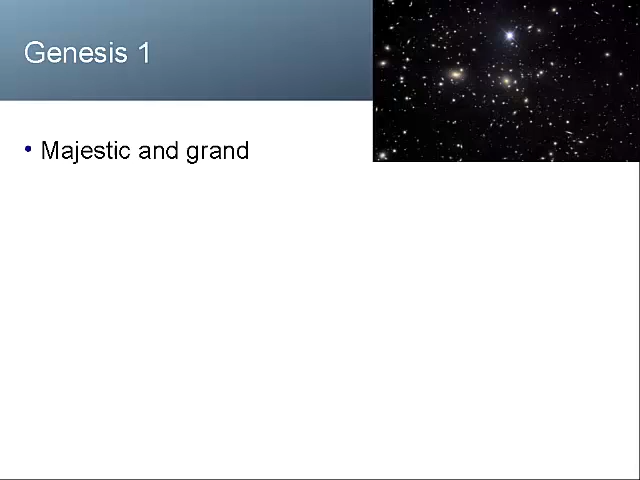 Genesis 1
• Majestic and grand